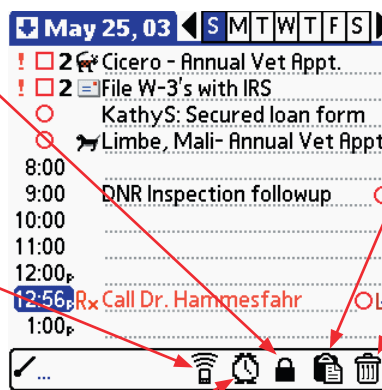 May 25, 03 S M T W T F S
! 2 Cicero - Annual Vet Appt.
! 2 File W-3's with IRS
KathyS: Secured loan form
Limbe, Mali- Annual Vet Appt
8:00
9:00 DNR Inspection followup
10:00
11:00
12:00p
12:56p Rx Call Dr. Hammesfahr
1:00p
...